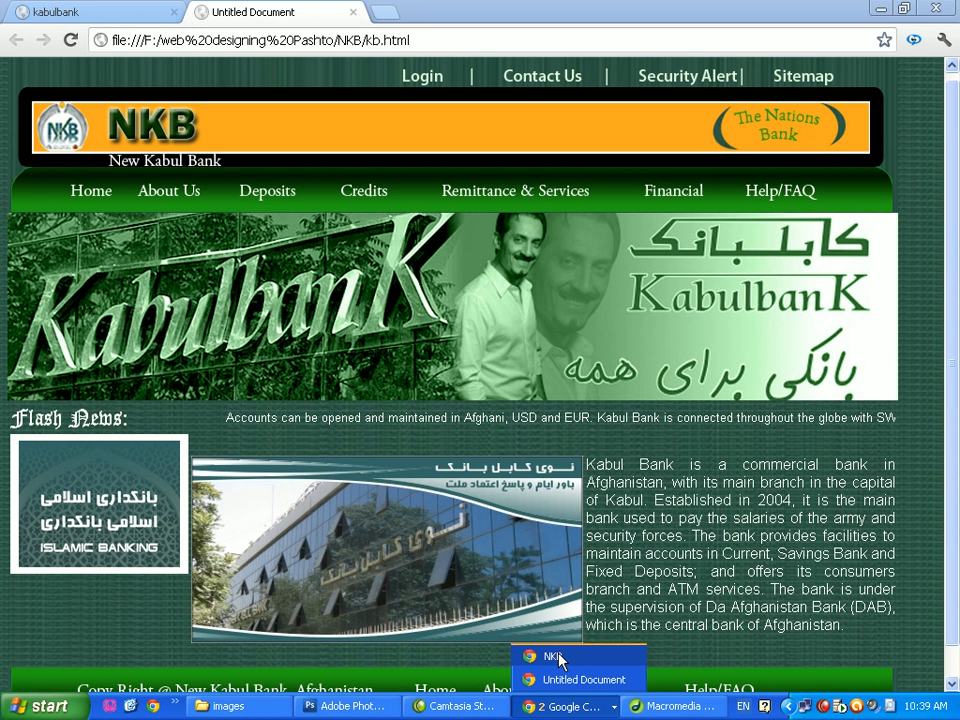 kabulbank
Untitled Document
file:///F:/web%20designing%20Pashto/NKB/kb.html
Login | Contact Us | Security Alert| Sitemap
NKB
NKB
The Nations
Bank
New Kabul Bank
Home About Us Deposits Credits Remittance & Services Financial Help/FAQ
KabulbanK
کابلبانک
KabulbanK
بانکی برای همه
Flash News:
Accounts can be opened and maintained in Afghani, USD and EUR. Kabul Bank is connected throughout the globe with SW
بانکداری اسلامی
اسلامی بانکداری
ISLAMIC BANKING
نوی کابل بانک
باور ایام و پاسخ اعتماد ملت
نوی کابل بانک
Kabul Bank is a commercial bank in
Afghanistan, with its main branch in the capital
of Kabul. Established in 2004, it is the main
bank used to pay the salaries of the army and
security forces. The bank provides facilities to
maintain accounts in Current, Savings Bank and
Fixed Deposits; and offers its consumers
branch and ATM services. The bank is under
the supervision of Da Afghanistan Bank (DAB),
which is the central bank of Afghanistan.
NKB
Untitled Document
Copy Right @ New Kabul Bank, Afghanistan Home Abou Help/FAQ
start
images
Adobe Phot...
Camtasia St...
2 Google C...
Macromedia ...
EN
10:39 AM